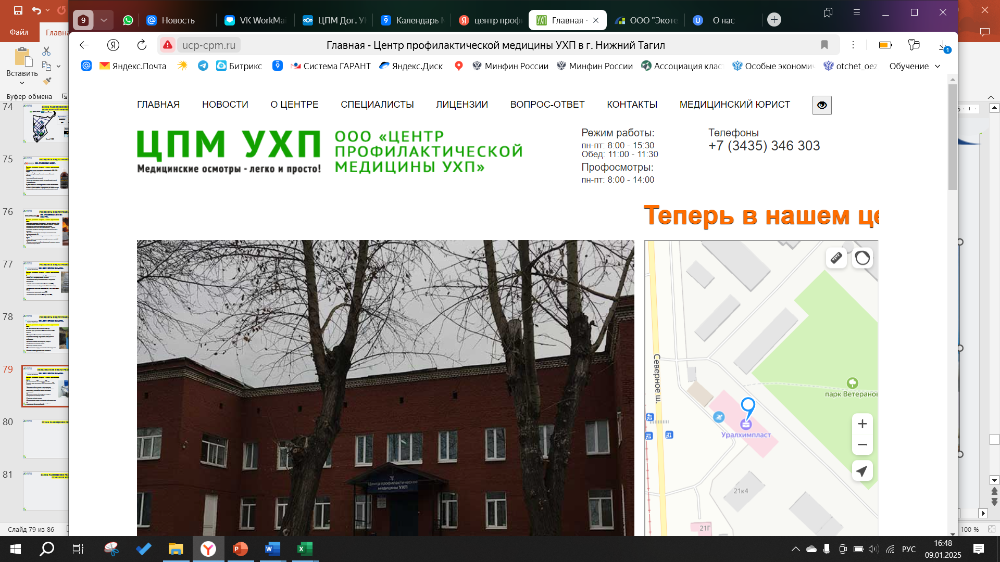 9
Новость
VK WorkMai
ЦПМ Дог. У
Календарь М
центр профи
Главная -
ООО "Экоте
О нас
Файл
Главна
ucp-cpm.ru
Главная - Центр профилактической медицины УХП в г. Нижний Тагил
1
Яндекс.Почта
Битрикс
Система ГАРАНТ
Яндекс.Диск
Минфин России
Минфин России
Ассоциация клас
Особые экономи
otchet_oez
Обучение
Вставить
Буфер обмена
ГЛАВНАЯ
НОВОСТИ
О ЦЕНТРЕ
СПЕЦИАЛИСТЫ
ЛИЦЕНЗИИ
ВОПРОС-ОТВЕТ
КОНТАКТЫ
МЕДИЦИНСКИЙ ЮРИСТ
ЦПМ УХП
Медицинские осмотры - легко и просто!
ООО «ЦЕНТР
ПРОФИЛАКТИЧЕСКОЙ
МЕДИЦИНЫ УХП»
Режим работы:
пн-пт: 8:00 - 15:30
Обед: 11:00 - 11:30
Профосмотры:
пн-пт: 8:00 - 14:00
Телефоны
+7 (3435) 346 303
Теперь в нашем це
Центр профилактической
медицины УХП
Северное ш.
парк Ветеранов
Уралхимпласт
21к4
21Г
74
75
76
77
78
79
80
81
Слайд 79 из 86
100 %
РУС
16:48
09.01.2025